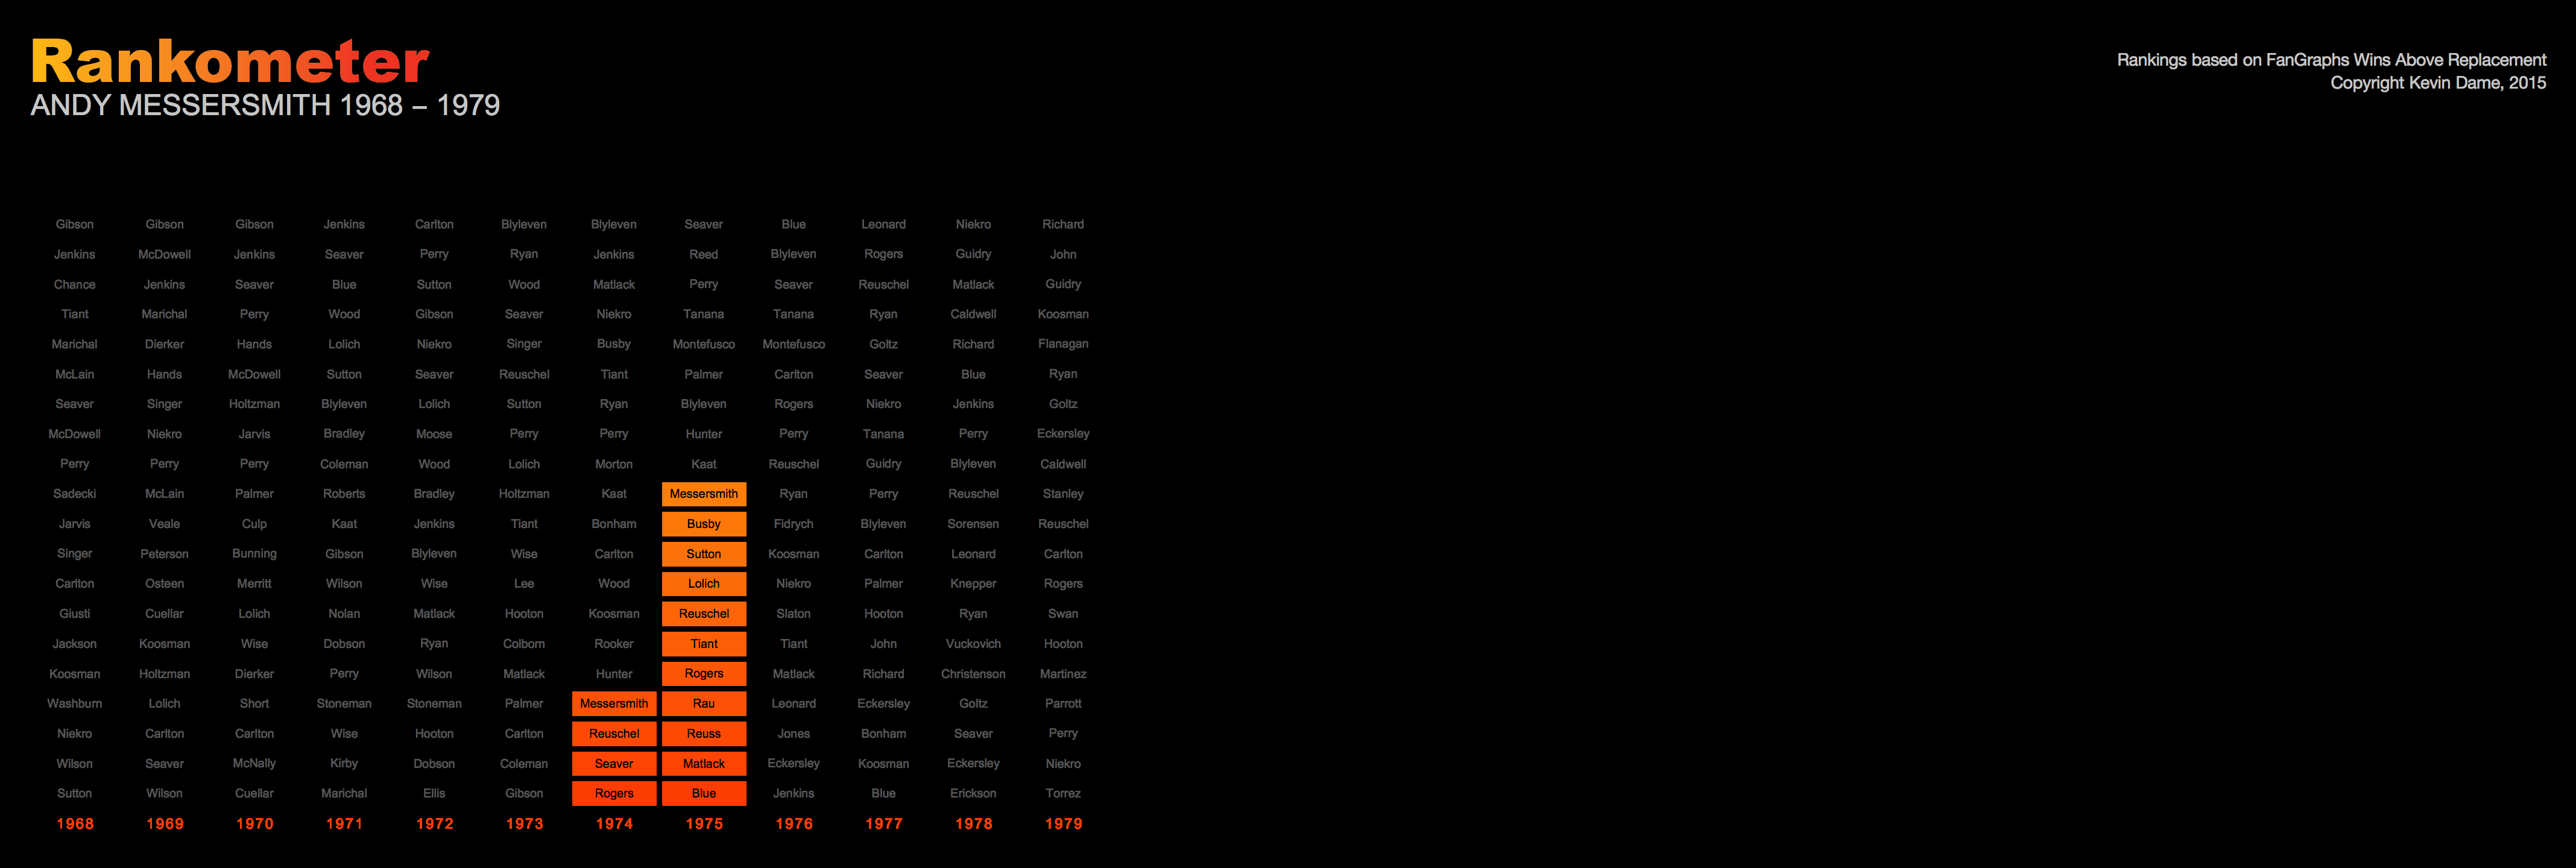 Rankometer
ANDY MESSERSMITH 1968 – 1979
Rankings based on FanGraphs Wins Above Replacement
Copyright Kevin Dame, 2015
Gibson Gibson Gibson Jenkins Carlton Blyleven Blyleven Seaver Blue Leonard Niekro Richard
Jenkins McDowell Jenkins Seaver Perry Ryan Jenkins Reed Blyleven Rogers Guidry John
Chance Jenkins Seaver Blue Sutton Wood Matlack Perry Seaver Reuschel Matlack Guidry
Tiant Marichal Perry Wood Gibson Seaver Niekro Tanana Tanana Ryan Caldwell Koosman
Marichal Dierker Hands Lolich Niekro Singer Busby Montefusco Montefusco Goltz Richard Flanagan
McLain Hands McDowell Sutton Seaver Reuschel Tiant Palmer Carlton Seaver Blue Ryan
Seaver Singer Holtzman Blyleven Lolich Sutton Ryan Blyleven Rogers Niekro Jenkins Goltz
McDowell Niekro Jarvis Bradley Moose Perry Perry Hunter Perry Tanana Perry Eckersley
Perry Perry Perry Coleman Wood Lolich Morton Kaat Reuschel Guidry Blyleven Caldwell
Sadecki McLain Palmer Roberts Bradley Holtzman Kaat Messersmith Ryan Perry Reuschel Stanley
Jarvis Veale Culp Kaat Jenkins Tiant Bonham Busby Fidrych Blyleven Sorensen Reuschel
Singer Peterson Bunning Gibson Blyleven Wise Carlton Sutton Koosman Carlton Leonard Carlton
Carlton Osteen Merritt Wilson Wise Lee Wood Lolich Niekro Palmer Knepper Rogers
Giusti Cuellar Lolich Nolan Matlack Hooton Koosman Reuschel Slaton Hooton Ryan Swan
Jackson Koosman Wise Dobson Ryan Colborn Rooker Tiant Tiant John Vuckovich Hooton
Koosman Holtzman Dierker Perry Wilson Matlack Hunter Rogers Matlack Richard Christenson Martinez
Washburn Lolich Short Stoneman Stoneman Palmer Messersmith Rau Leonard Eckersley Goltz Parrott
Niekro Carlton Carlton Wise Hooton Carlton Reuschel Reuss Jones Bonham Seaver Perry
Wilson Seaver McNally Kirby Dobson Coleman Seaver Matlack Eckersley Koosman Eckersley Niekro
Sutton Wilson Cuellar Marichal Ellis Gibson Rogers Blue Jenkins Blue Erickson Torrez
1968 1969 1970 1971 1972 1973 1974 1975 1976 1977 1978 1979